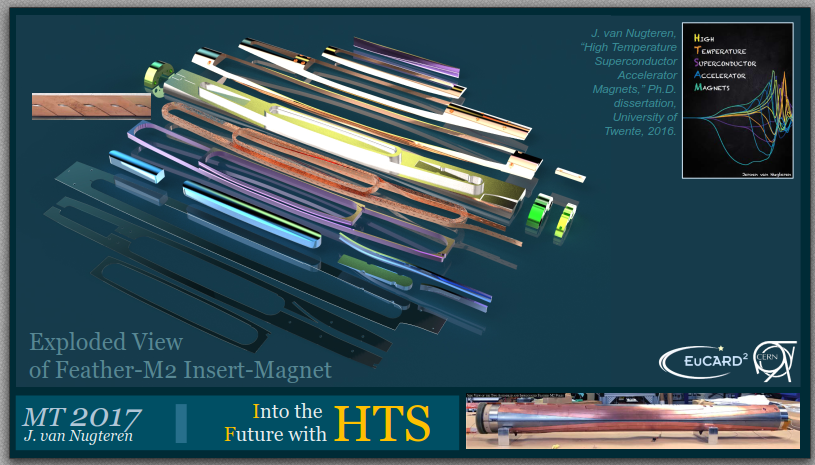 J. van Nugteren,
"High Temperature
Superconductor
Accelerator
Magnets," Ph.D.
dissertation,
University of
Twente, 2016.
HIGH
TEMPERATURE
SUPERCONDUCTOR
ACCELERATOR
MAGNETS
Jeroen van Nugteren
Exploded View
of Feather-M2 Insert-Magnet
EuCARD²
CERN
MT 2017
J. van Nugteren
Into the
Future with HTS